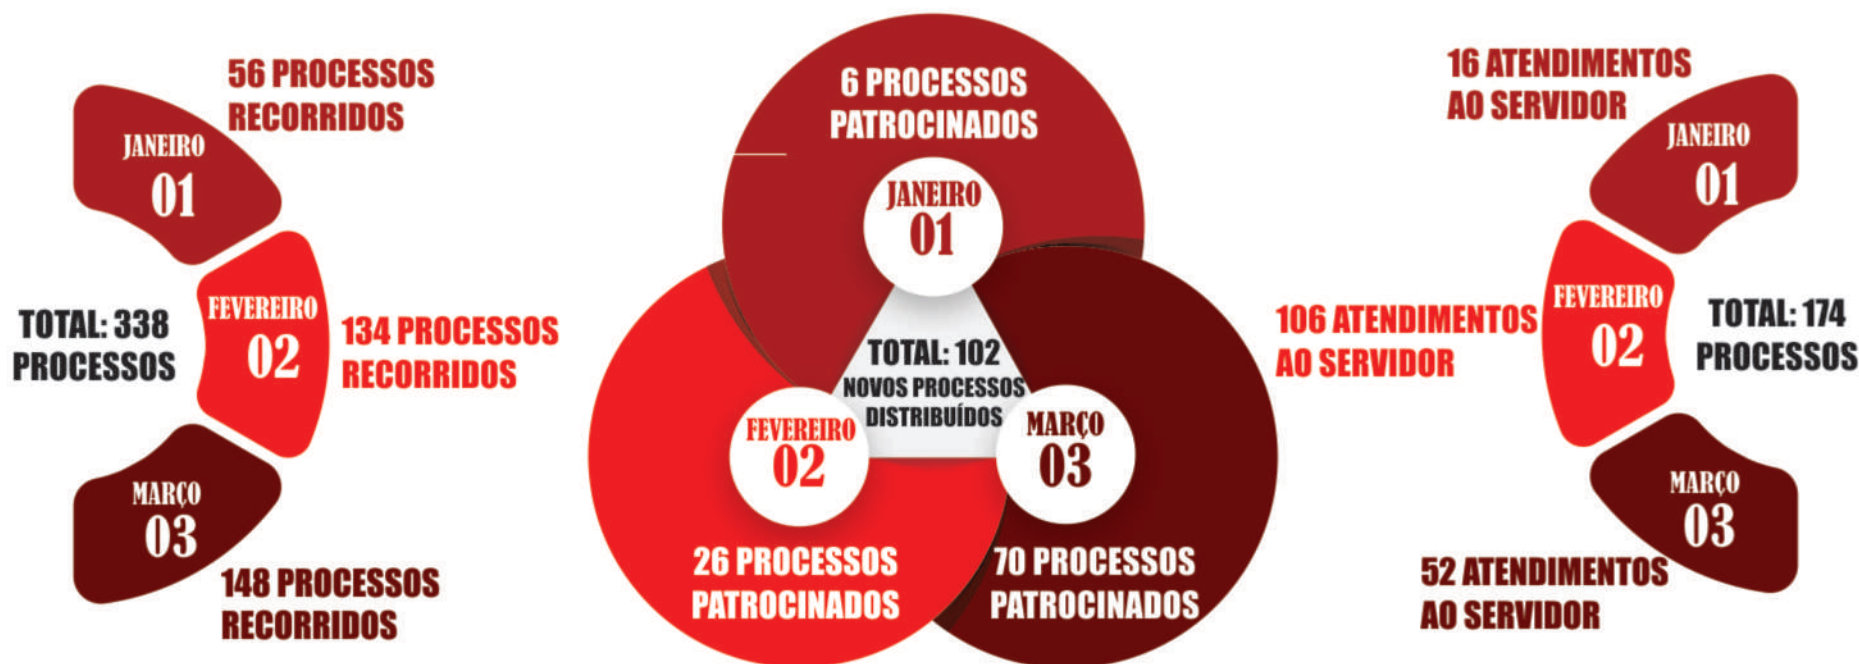 56 PROCESSOS
RECORRIDOS
JANEIRO
01
TOTAL: 338
PROCESSOS
FEVEREIRO
02
134 PROCESSOS
RECORRIDOS
MARÇO
03
148 PROCESSOS
RECORRIDOS
6 PROCESSOS
PATROCINADOS
JANEIRO
01
TOTAL: 102
NOVOS PROCESSOS
DISTRIBUÍDOS
FEVEREIRO
02
26 PROCESSOS
PATROCINADOS
MARÇO
03
70 PROCESSOS
PATROCINADOS
16 ATENDIMENTOS
AO SERVIDOR
JANEIRO
01
106 ATENDIMENTOS
AO SERVIDOR
FEVEREIRO
02
TOTAL: 174
PROCESSOS
MARÇO
03
52 ATENDIMENTOS
AO SERVIDOR